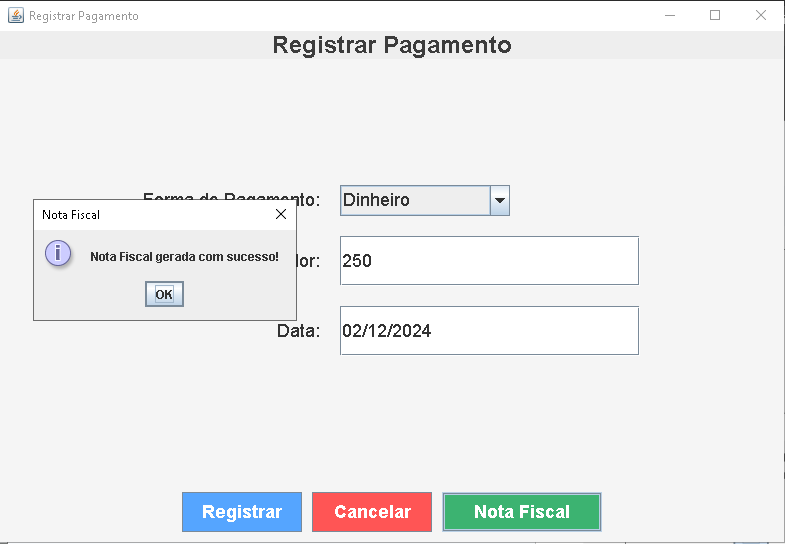 Registrar Pagamento
Registrar Pagamento
Forma de Pagamento:
Dinheiro
Nota Fiscal
Nota Fiscal gerada com sucesso!
lor:
250
OK
Data:
02/12/2024
Registrar
Cancelar
Nota Fiscal